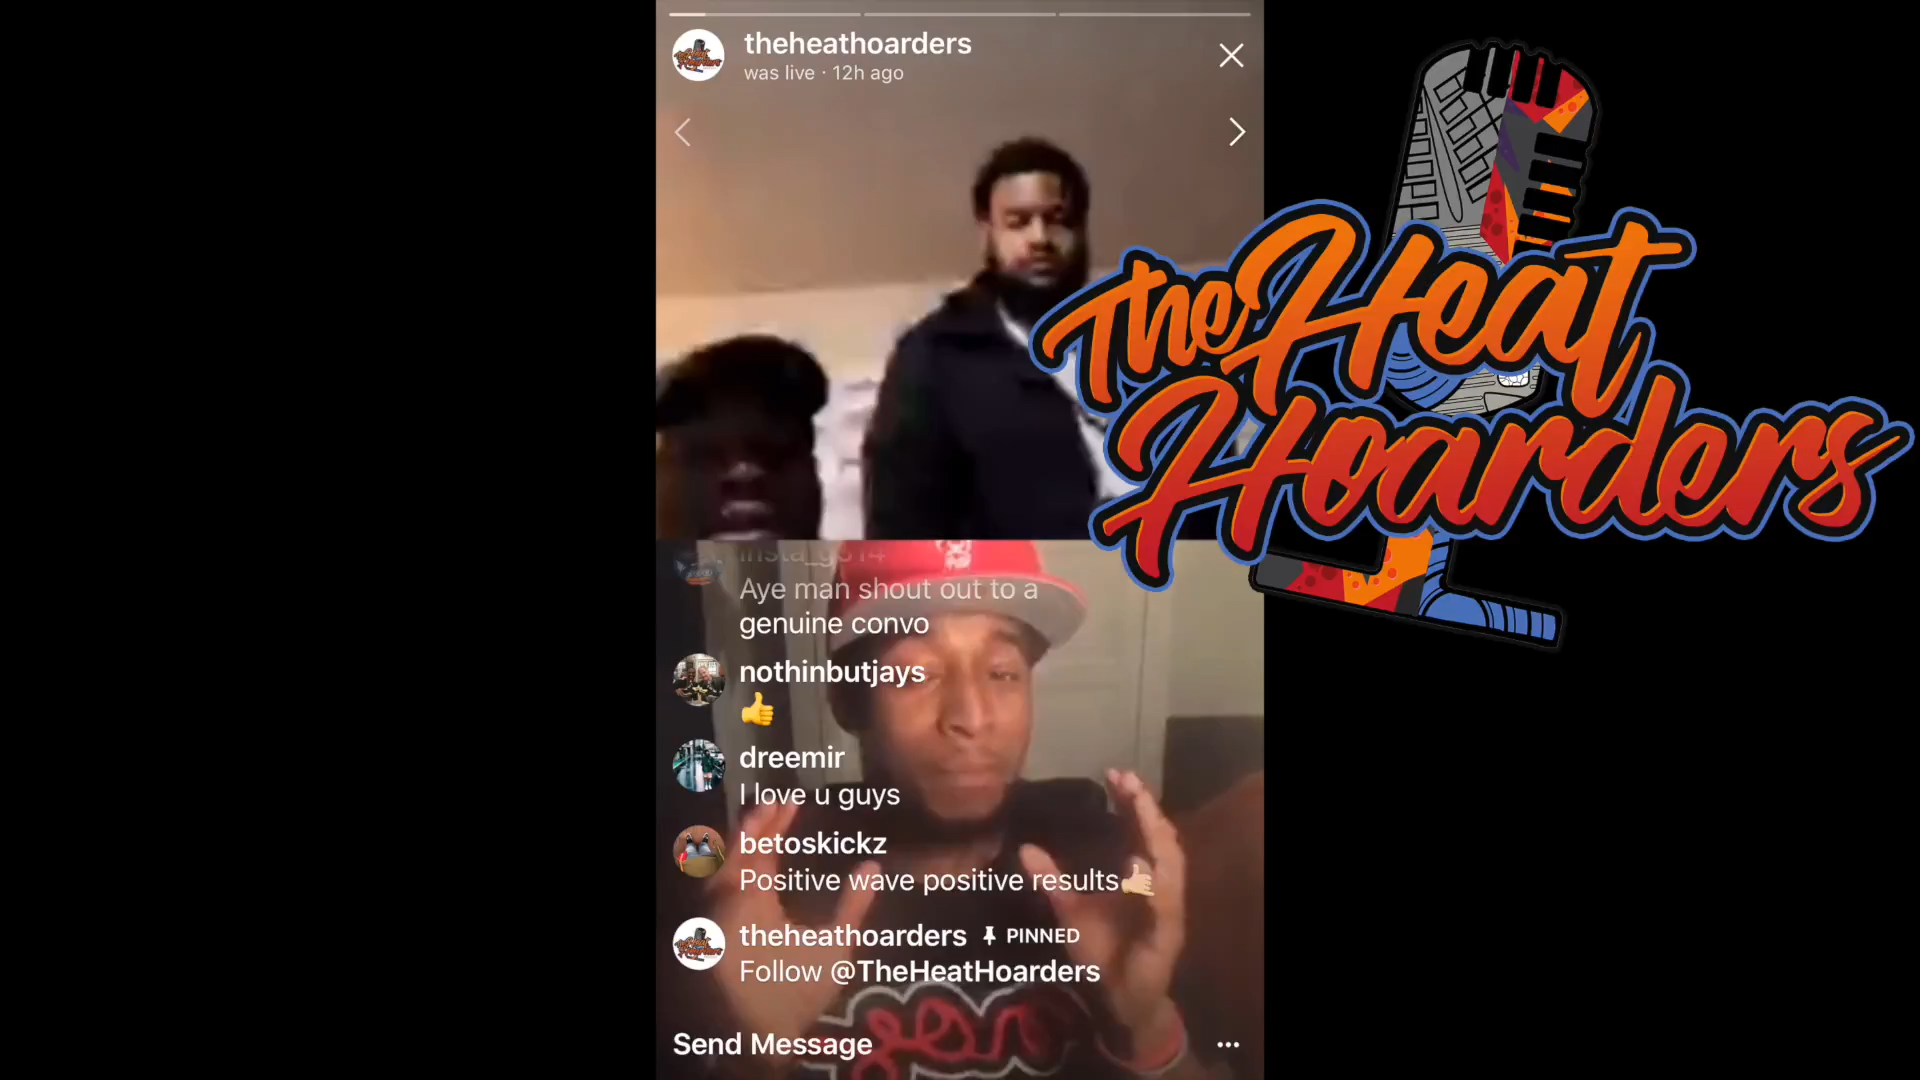 theheathoarders
was live · 12h ago
The Heat
Hoarders
Aye man shout out to a
genuine convo
nothinbutjays
👍
dreemir
I love u guys
betoskickz
Positive wave positive results🤙🏼
theheathoarders PINNED
Follow @TheHeatHoarders
Send Message